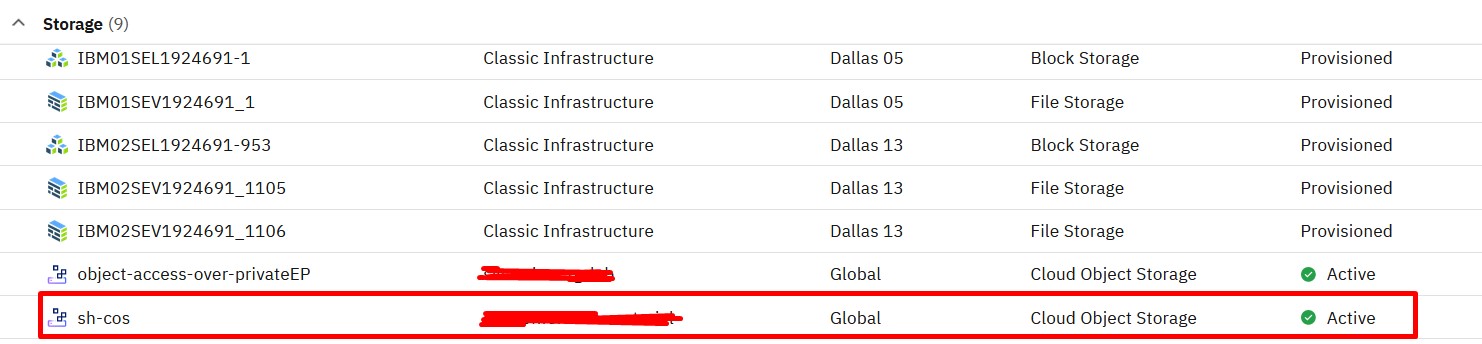 Storage (9)
IBM01SEL1924691-1 Classic Infrastructure Dallas 05 Block Storage Provisioned
IBM01SEV1924691_1 Classic Infrastructure Dallas 05 File Storage Provisioned
IBM02SEL1924691-953 Classic Infrastructure Dallas 13 Block Storage Provisioned
IBM02SEV1924691_1105 Classic Infrastructure Dallas 13 File Storage Provisioned
IBM02SEV1924691_1106 Classic Infrastructure Dallas 13 File Storage Provisioned
object-access-over-privateEP Global Cloud Object Storage Active
sh-cos Global Cloud Object Storage Active